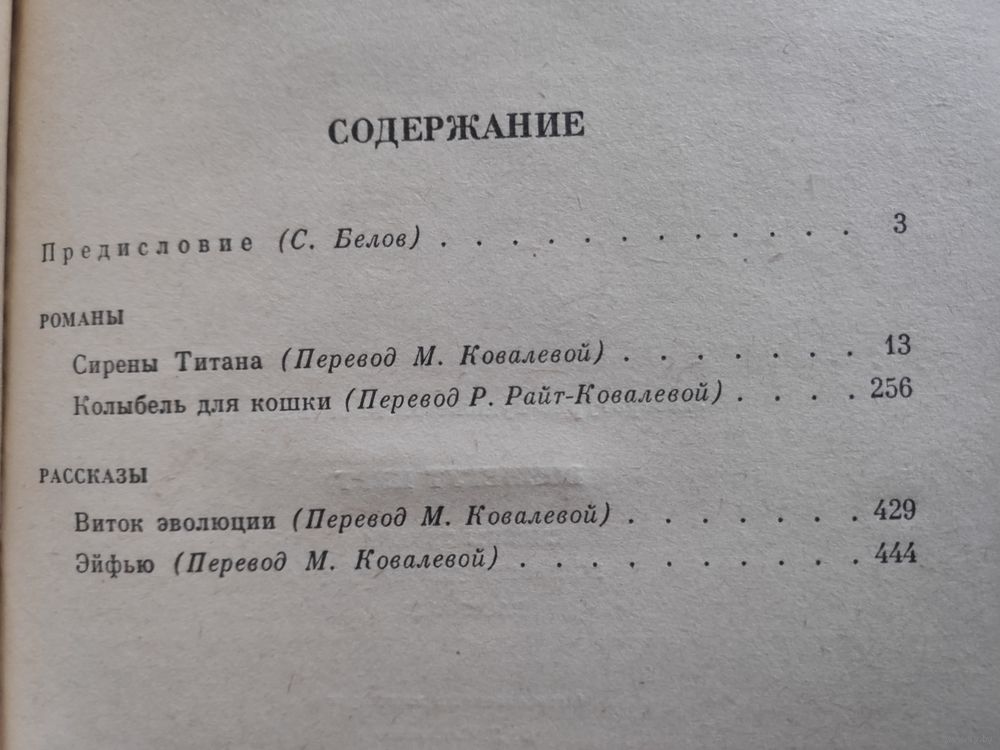 СОДЕРЖАНИЕ
Предисловие (С. Белов) . . . . . . . . . . . . 3
РОМАНЫ
Сирены Титана (Перевод М. Ковалевой) . . . . . . . 13
Колыбель для кошки (Перевод Р. Райт-Ковалевой) . . . . 256
РАССКАЗЫ
Виток эволюции (Перевод М. Ковалевой) . . . . . . . 429
Эйфью (Перевод М. Ковалевой) . . . . . . . . . . 444